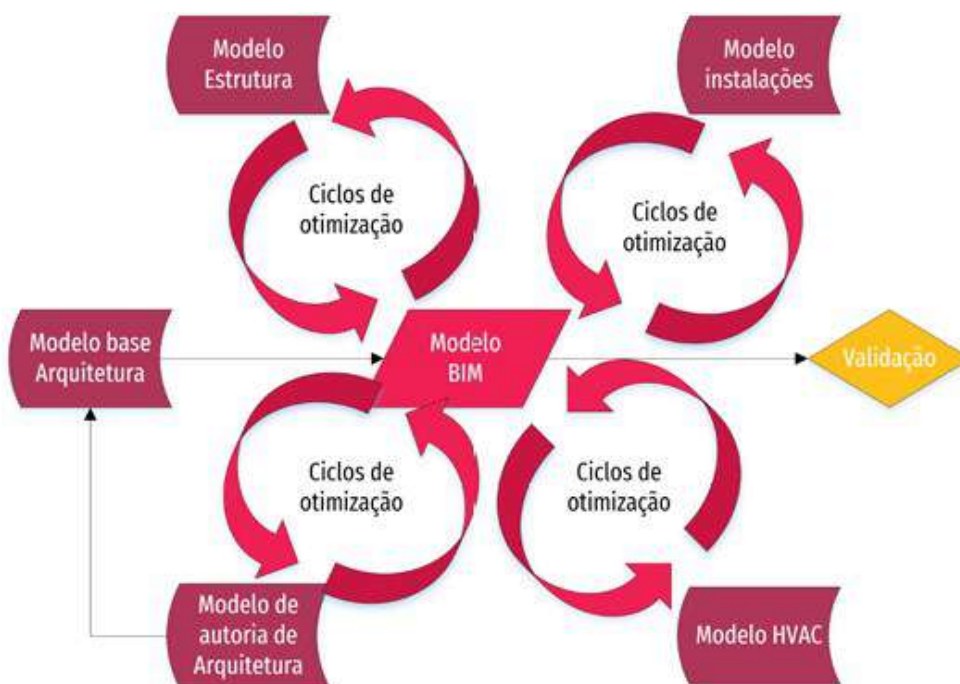 Modelo
Estrutura
Modelo
instalações
Ciclos de
otimização
Ciclos de
otimização
Modelo base
Arquitetura
Modelo
BIM
Validação
Ciclos de
otimização
Ciclos de
otimização
Modelo de
autoria de
Arquitetura
Modelo HVAC